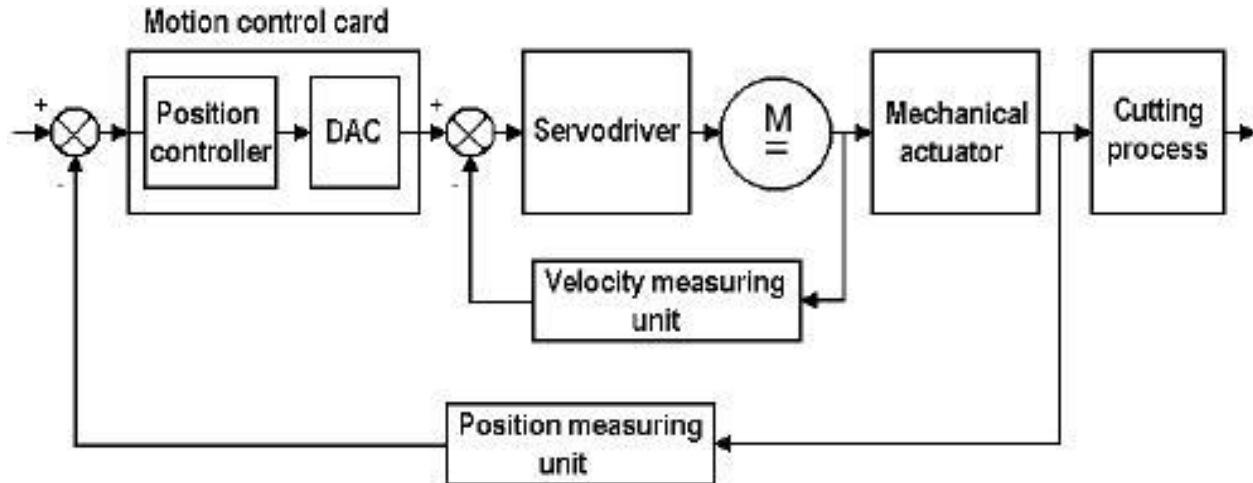 Motion control card
+
Position
controller
DAC
+
Servodriver
M
=
Mechanical
actuator
Cutting
process
-
-
Velocity measuring
unit
Position measuring
unit